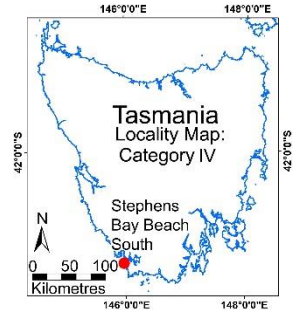 146°0'0"E 148°0'0"E
Tasmania
Locality Map:
Category IV
42°0'0"S 42°0'0"S
Stephens
Bay Beach
South
N
0 50 100
Kilometres
146°0'0"E 148°0'0"E